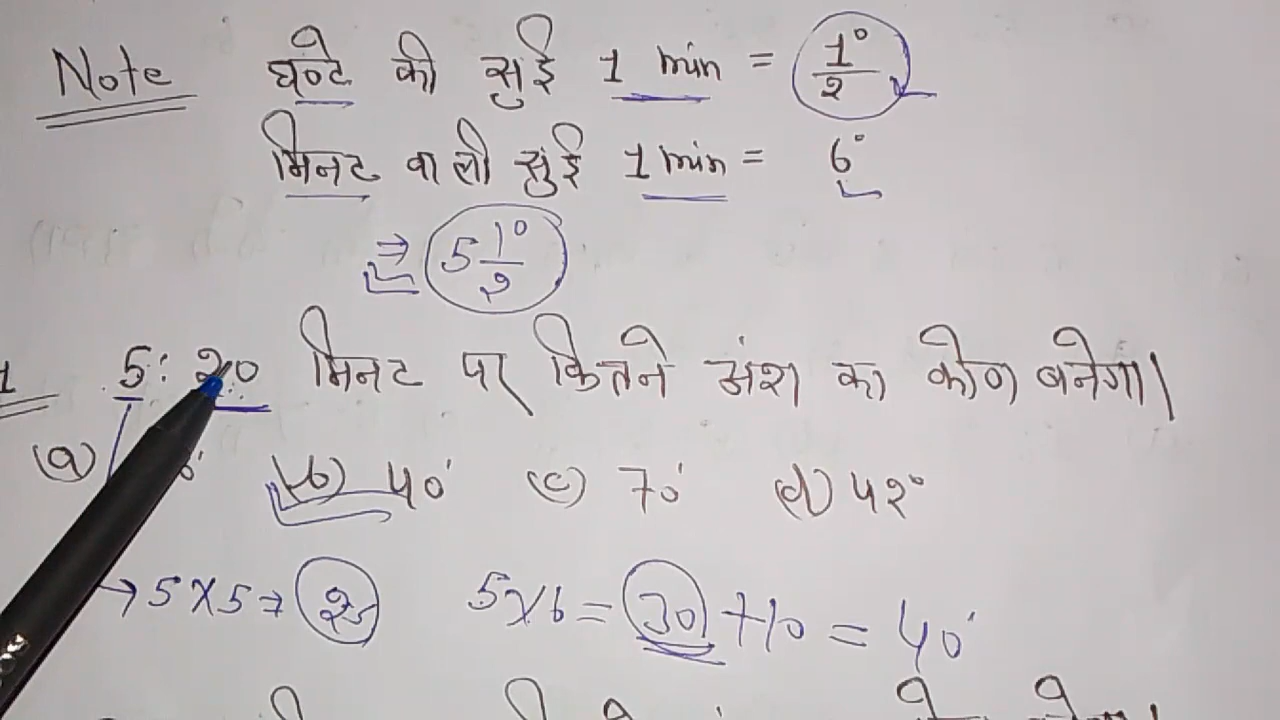 Note घण्टे की सुई 1 min = 1°/2
मिनट वाली सुंई 1 min = 6°
⇒ 5 1°/2
1 5:20 मिनट पर कितने अंश का कोण बनेगा।
(a) (b) 40° (c) 70° (d) 42°
→ 5×5 → 25 5×6 = 30 + 10 = 40°